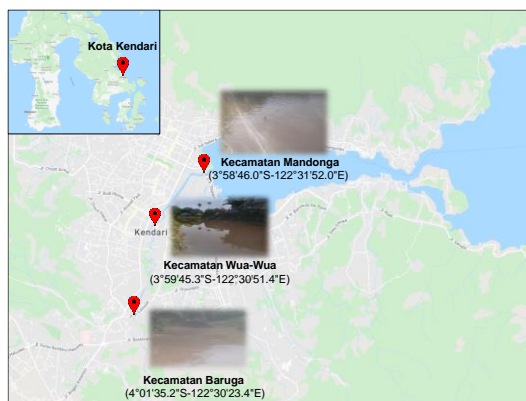 Kota Kendari
Kecamatan Mandonga
(3°58'46.0"S-122°31'52.0"E)
Kendari
Kecamatan Wua-Wua
(3°59'45.3"S-122°30'51.4"E)
Kecamatan Baruga
(4°01'35.2"S-122°30'23.4"E)